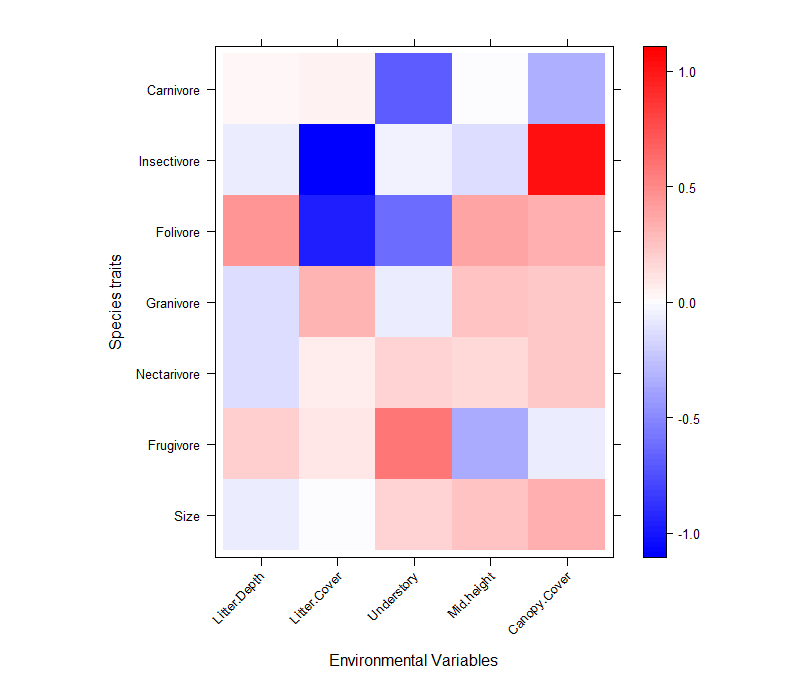 Carnivore
Insectivore
Folivore
Granivore
Nectarivore
Frugivore
Size
Species traits
Litter.Depth
Litter.Cover
Understory
Mid.height
Canopy.Cover
Environmental Variables
1.0
0.5
0.0
-0.5
-1.0